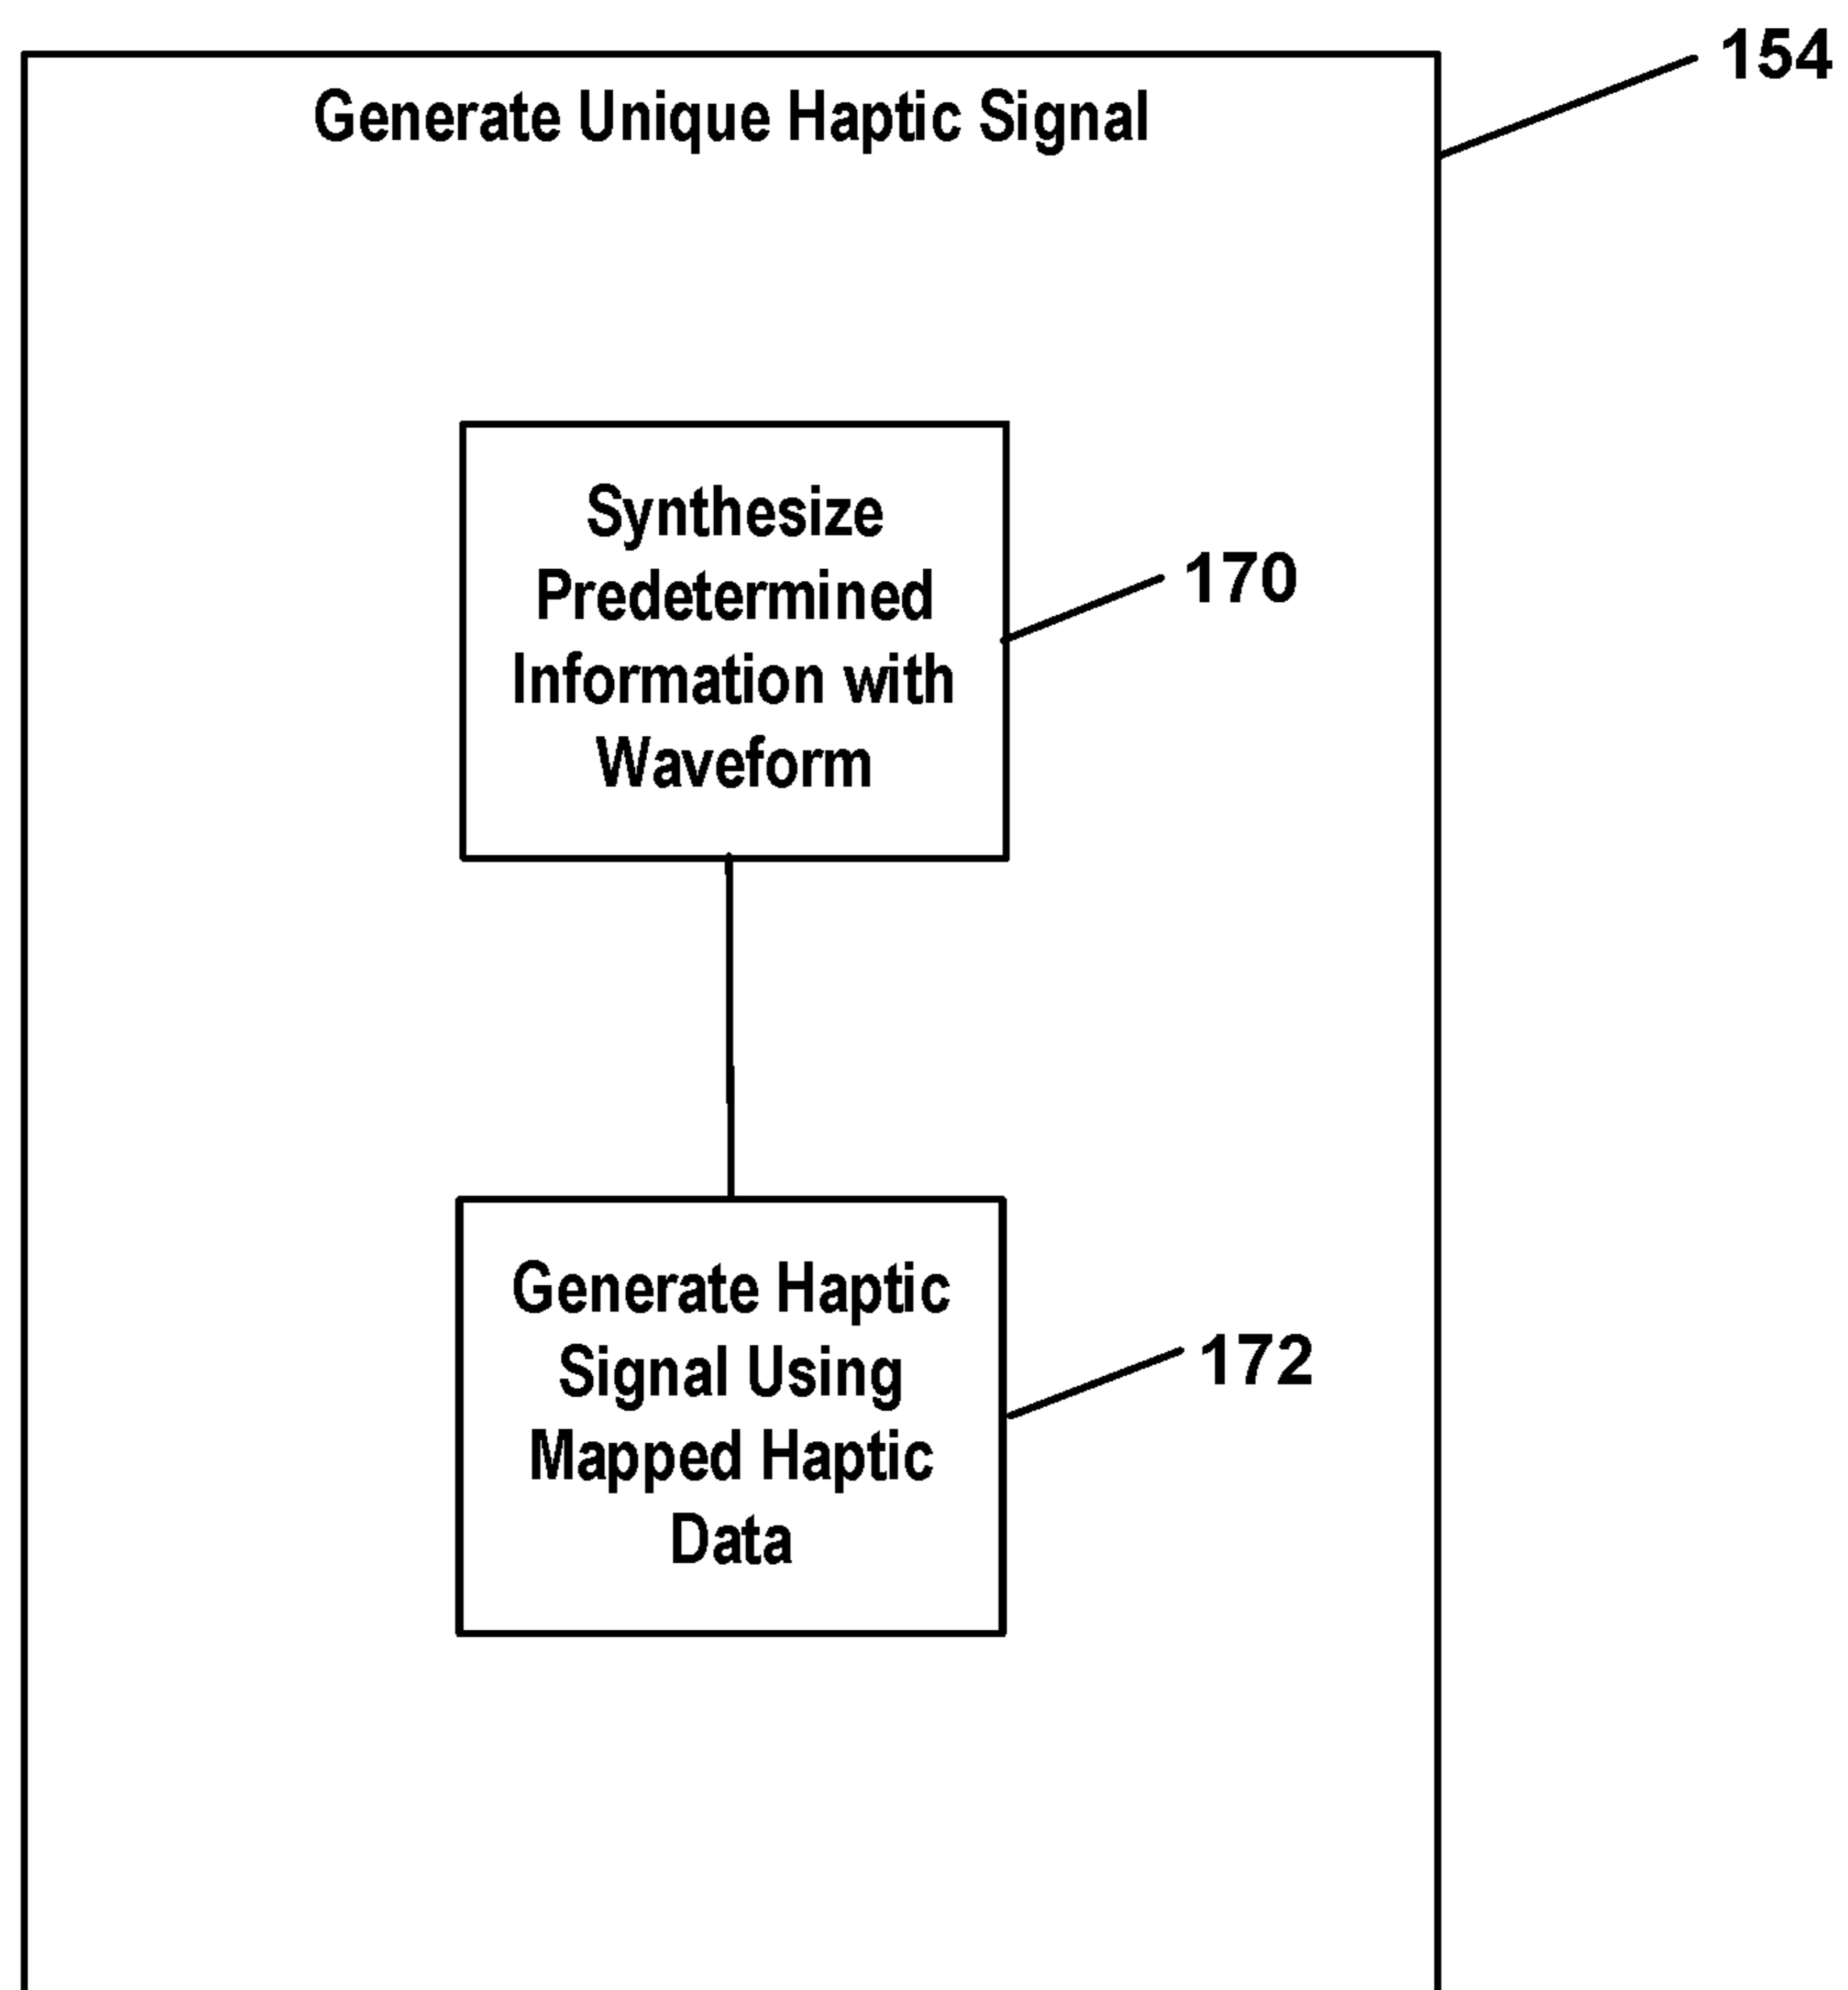 154
Generate Unique Haptic Signal
Synthesize
Predetermined
Information with
Waveform
170
Generate Haptic
Signal Using
Mapped Haptic
Data
172